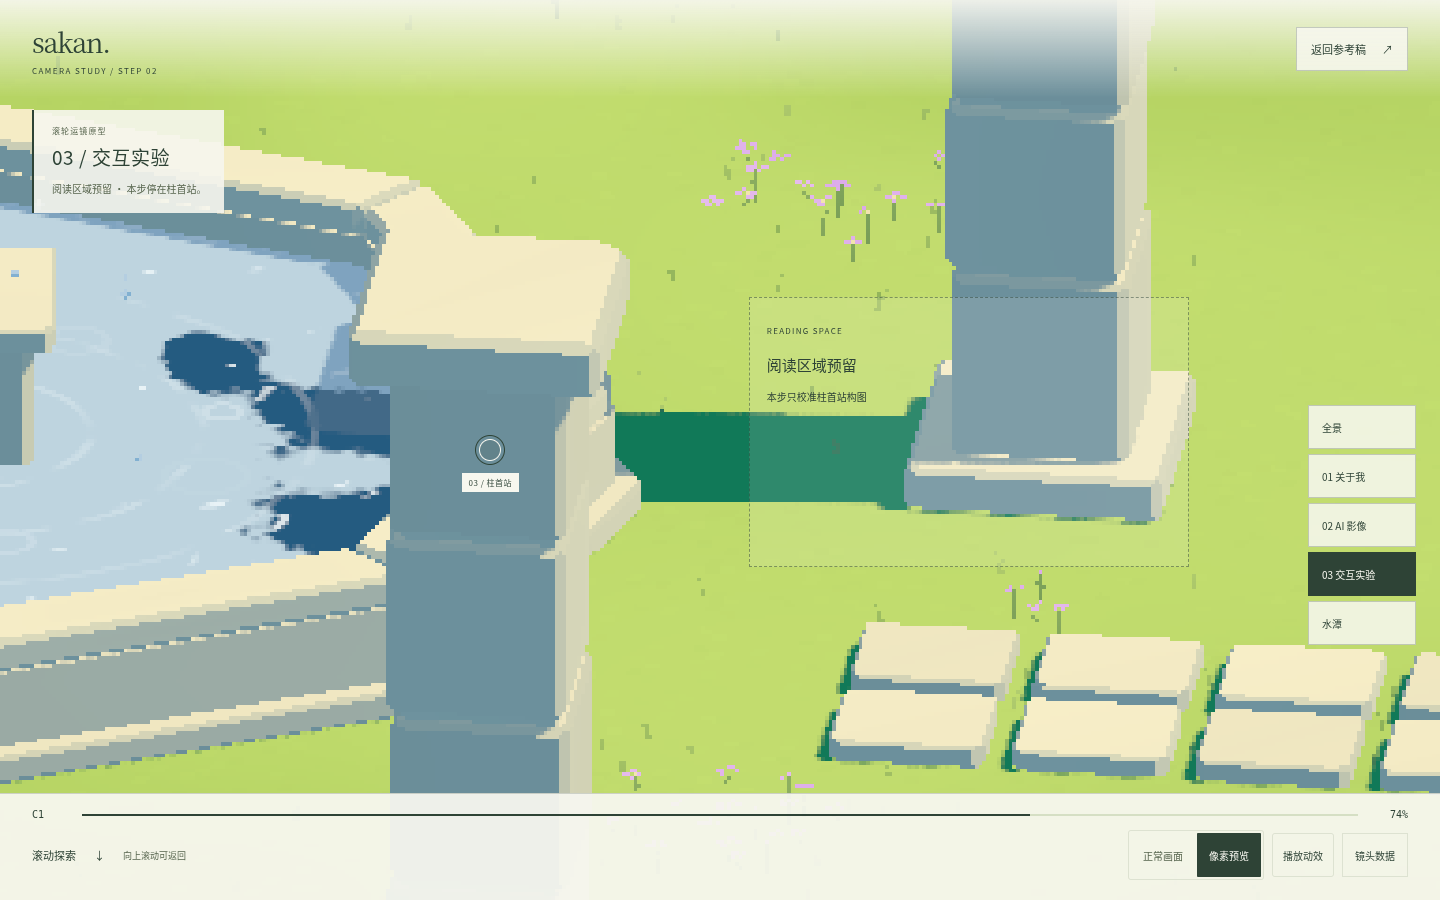 sakan.
CAMERA STUDY / STEP 02
返回参考稿 ↗
滚轮运镜原型
03 / 交互实验
阅读区域预留 · 本步停在柱首站。
READING SPACE
阅读区域预留
本步只校准柱首站构图
03 / 柱首站
全景
01 关于我
02 AI 影像
03 交互实验
水潭
C1
74%
滚动探索 ↓ 向上滚动可返回
正常画面
像素预览
播放动效
镜头数据